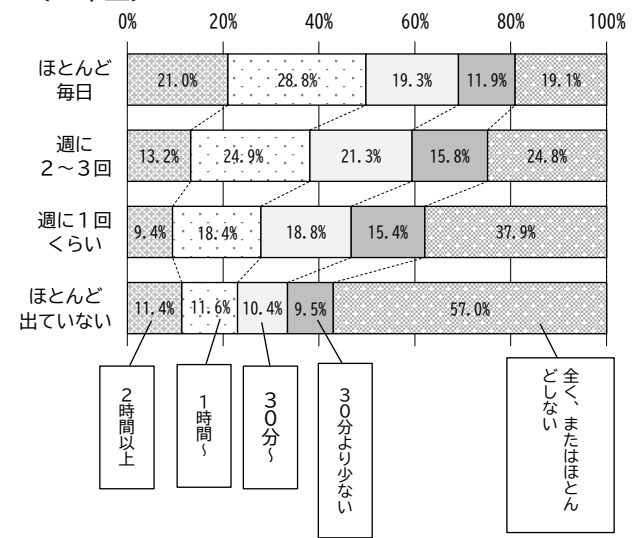 0% 20% 40% 60% 80% 100%
ほとんど
毎日
21.0% 28.8% 19.3% 11.9% 19.1%
週に
2～3回
13.2% 24.9% 21.3% 15.8% 24.8%
週に1回
くらい
9.4% 18.4% 18.8% 15.4% 37.9%
ほとんど
出ていない
11.4% 11.6% 10.4% 9.5% 57.0%
2時間以上
1時間～
30分～
30分より少ない
全く、またはほとん
どしない